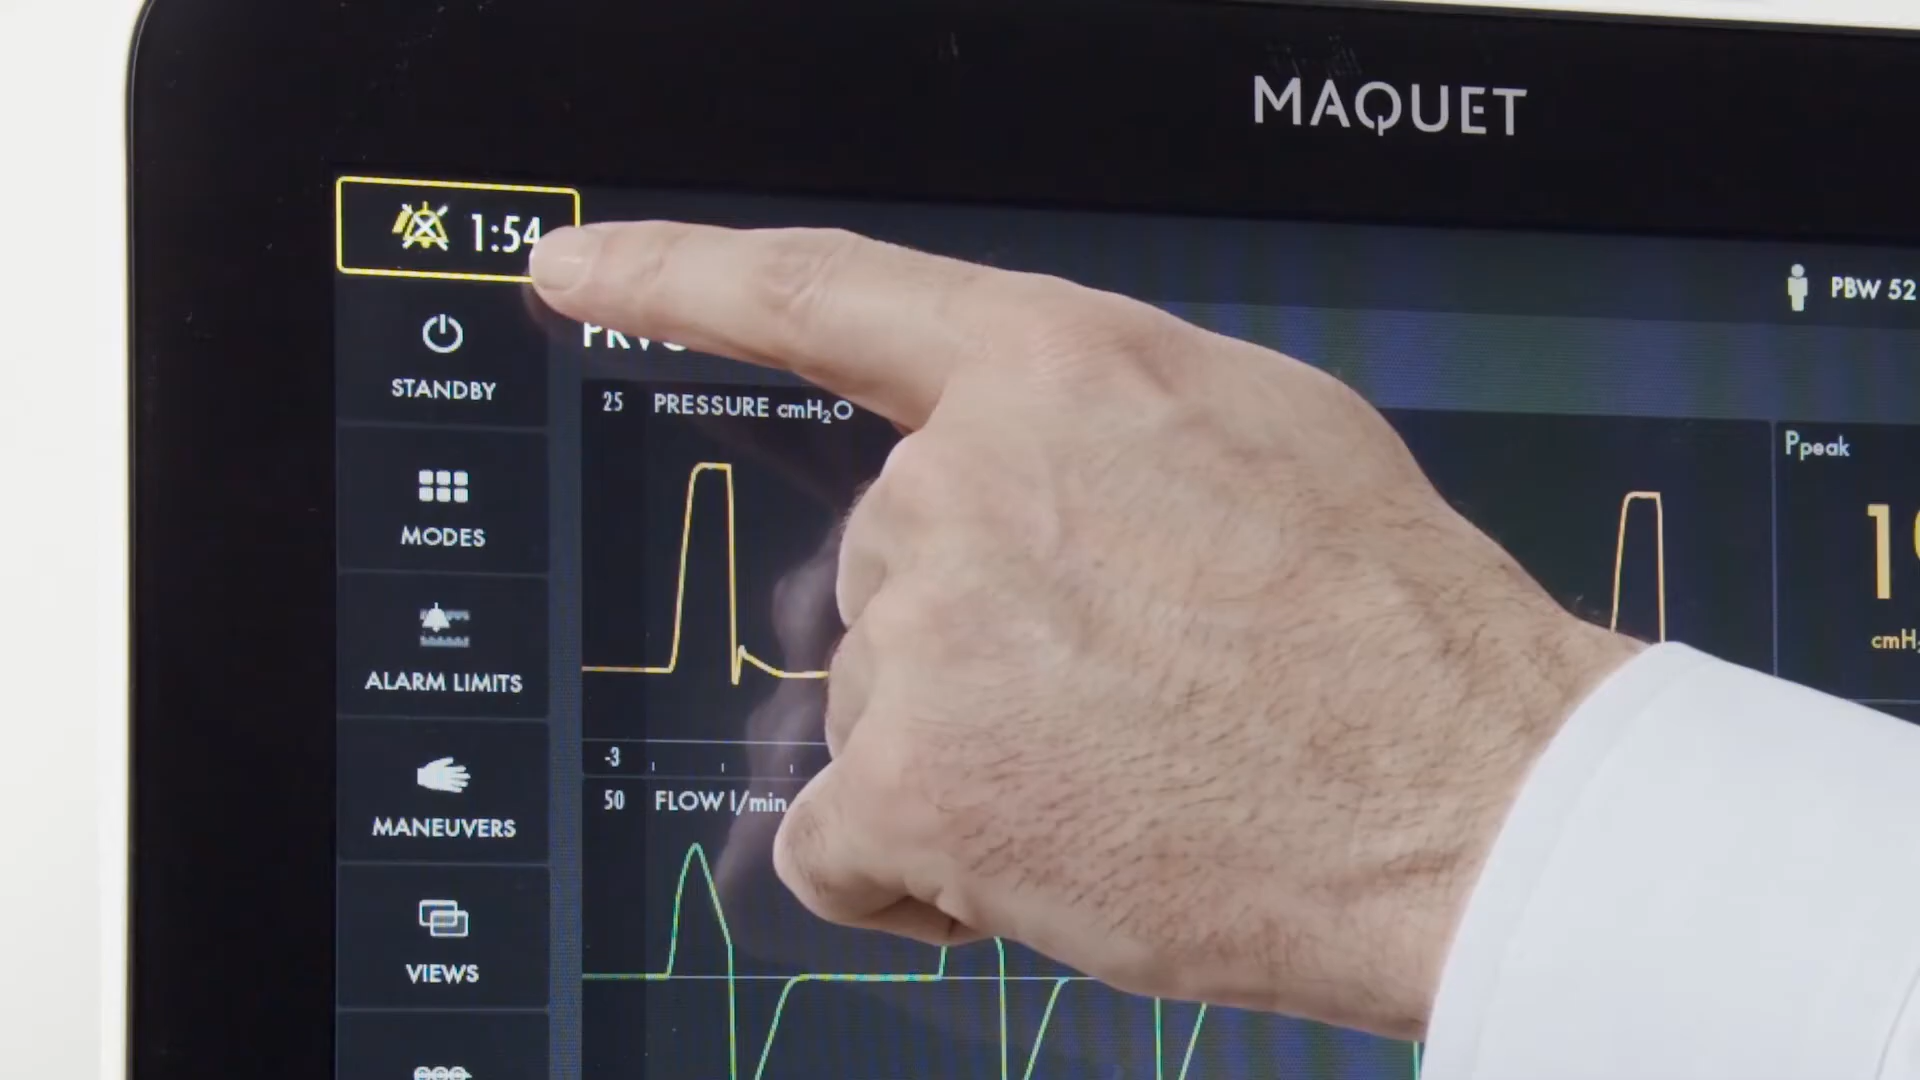 MAQUET
1:54
PBW 52
STANDBY
25 PRESSURE cmH₂O
Ppeak
MODES
ALARM LIMITS
-3
50 FLOW l/min
MANEUVERS
VIEWS